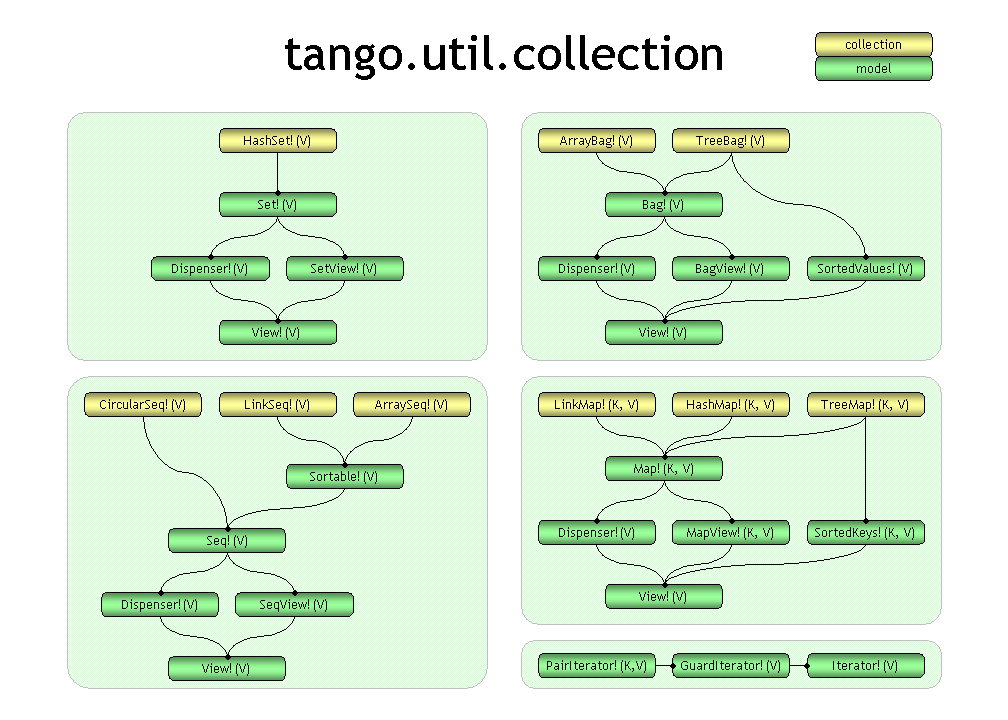 tango.util.collection
collection
model
HashSet! (V)
Set! (V)
Dispenser! (V)
SetView! (V)
View! (V)
ArrayBag! (V)
TreeBag! (V)
Bag! (V)
Dispenser! (V)
BagView! (V)
SortedValues! (V)
View! (V)
CircularSeq! (V)
LinkSeq! (V)
ArraySeq! (V)
Sortable! (V)
Seq! (V)
Dispenser! (V)
SeqView! (V)
View! (V)
LinkMap! (K, V)
HashMap! (K, V)
TreeMap! (K, V)
Map! (K, V)
Dispenser! (V)
MapView! (K, V)
SortedKeys! (K, V)
View! (V)
PairIterator! (K,V)
GuardIterator! (V)
Iterator! (V)